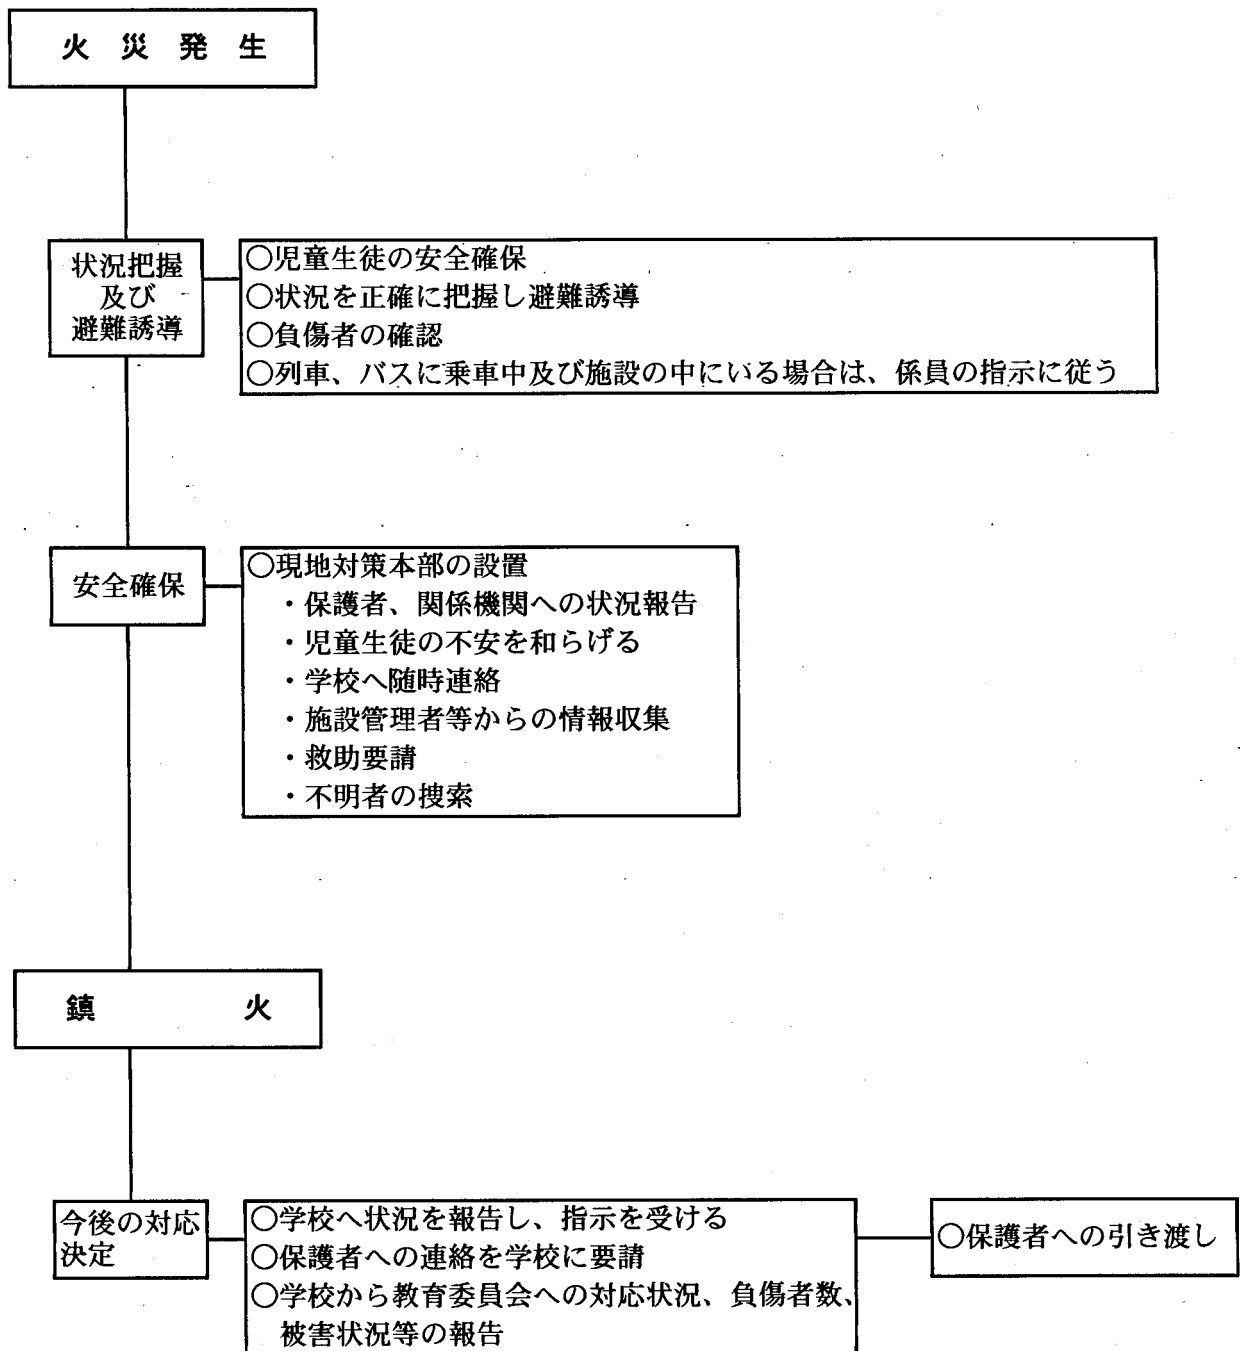 火 災 発 生
状況把握
及び
避難誘導
○児童生徒の安全確保
○状況を正確に把握し避難誘導
○負傷者の確認
○列車、バスに乗車中及び施設の中にいる場合は、係員の指示に従う
安全確保
○現地対策本部の設置
・保護者、関係機関への状況報告
・児童生徒の不安を和らげる
・学校へ随時連絡
・施設管理者等からの情報収集
・救助要請
・不明者の捜索
鎮 火
今後の対応
決定
○学校へ状況を報告し、指示を受ける
○保護者への連絡を学校に要請
○学校から教育委員会への対応状況、負傷者数、
被害状況等の報告
○保護者への引き渡し